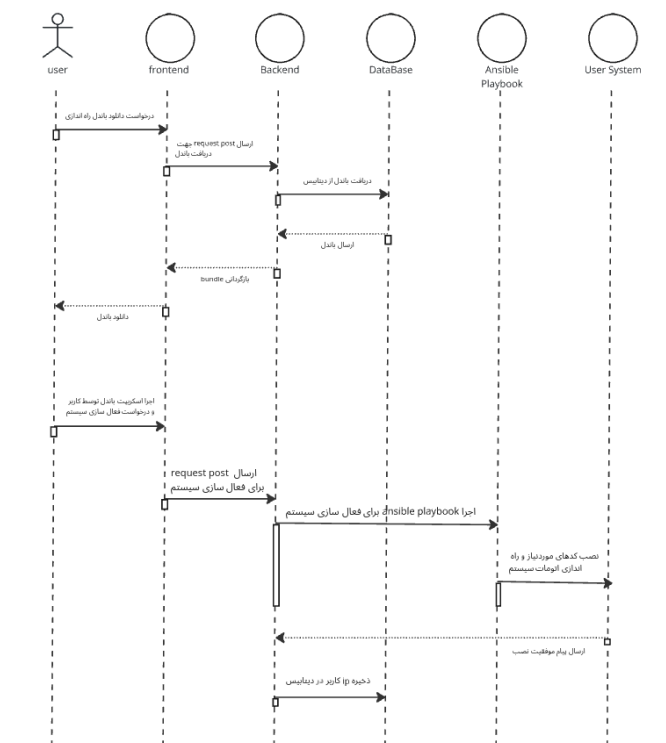 user
frontend
Backend
DataBase
Ansible
Playbook
User System
درخواست دانلود باندل راه اندازی
ارسال request post جهت
دریافت باندل
دریافت باندل از دیتابیس
ارسال باندل
بازگردانی bundle
دانلود باندل
اجرا اسکریپت باندل توسط کاربر
و درخواست فعال سازی سیستم
ارسال request post
برای فعال سازی سیستم
اجرا ansible playbook برای فعال سازی سیستم
نصب کدهای موردنیاز و راه
اندازی اتومات سیستم
ارسال پیام موفقیت نصب
ذخیره ip کاربر در دیتابیس